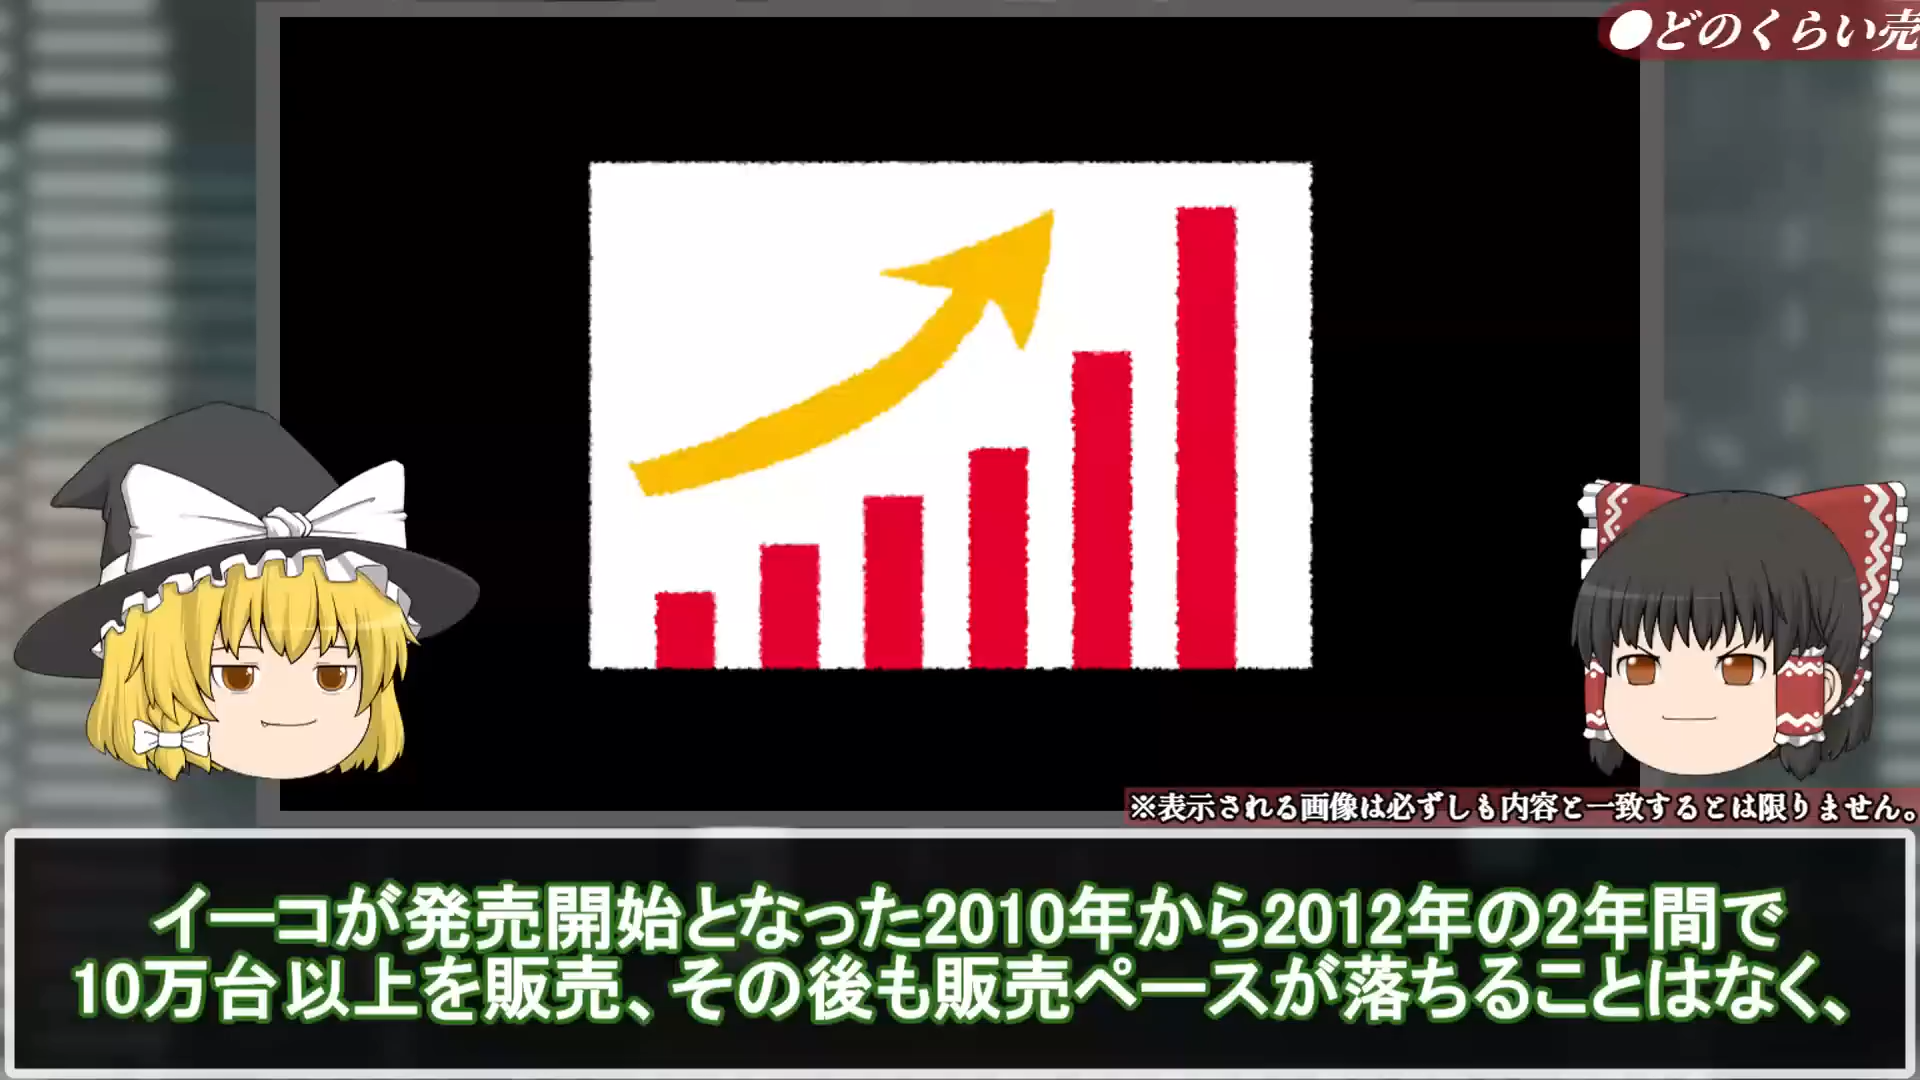 ●どのくらい売
※表示される画像は必ずしも内容と一致するとは限りません。
イーコが発売開始となった2010年から2012年の2年間で
10万台以上を販売、その後も販売ペースが落ちることはなく、